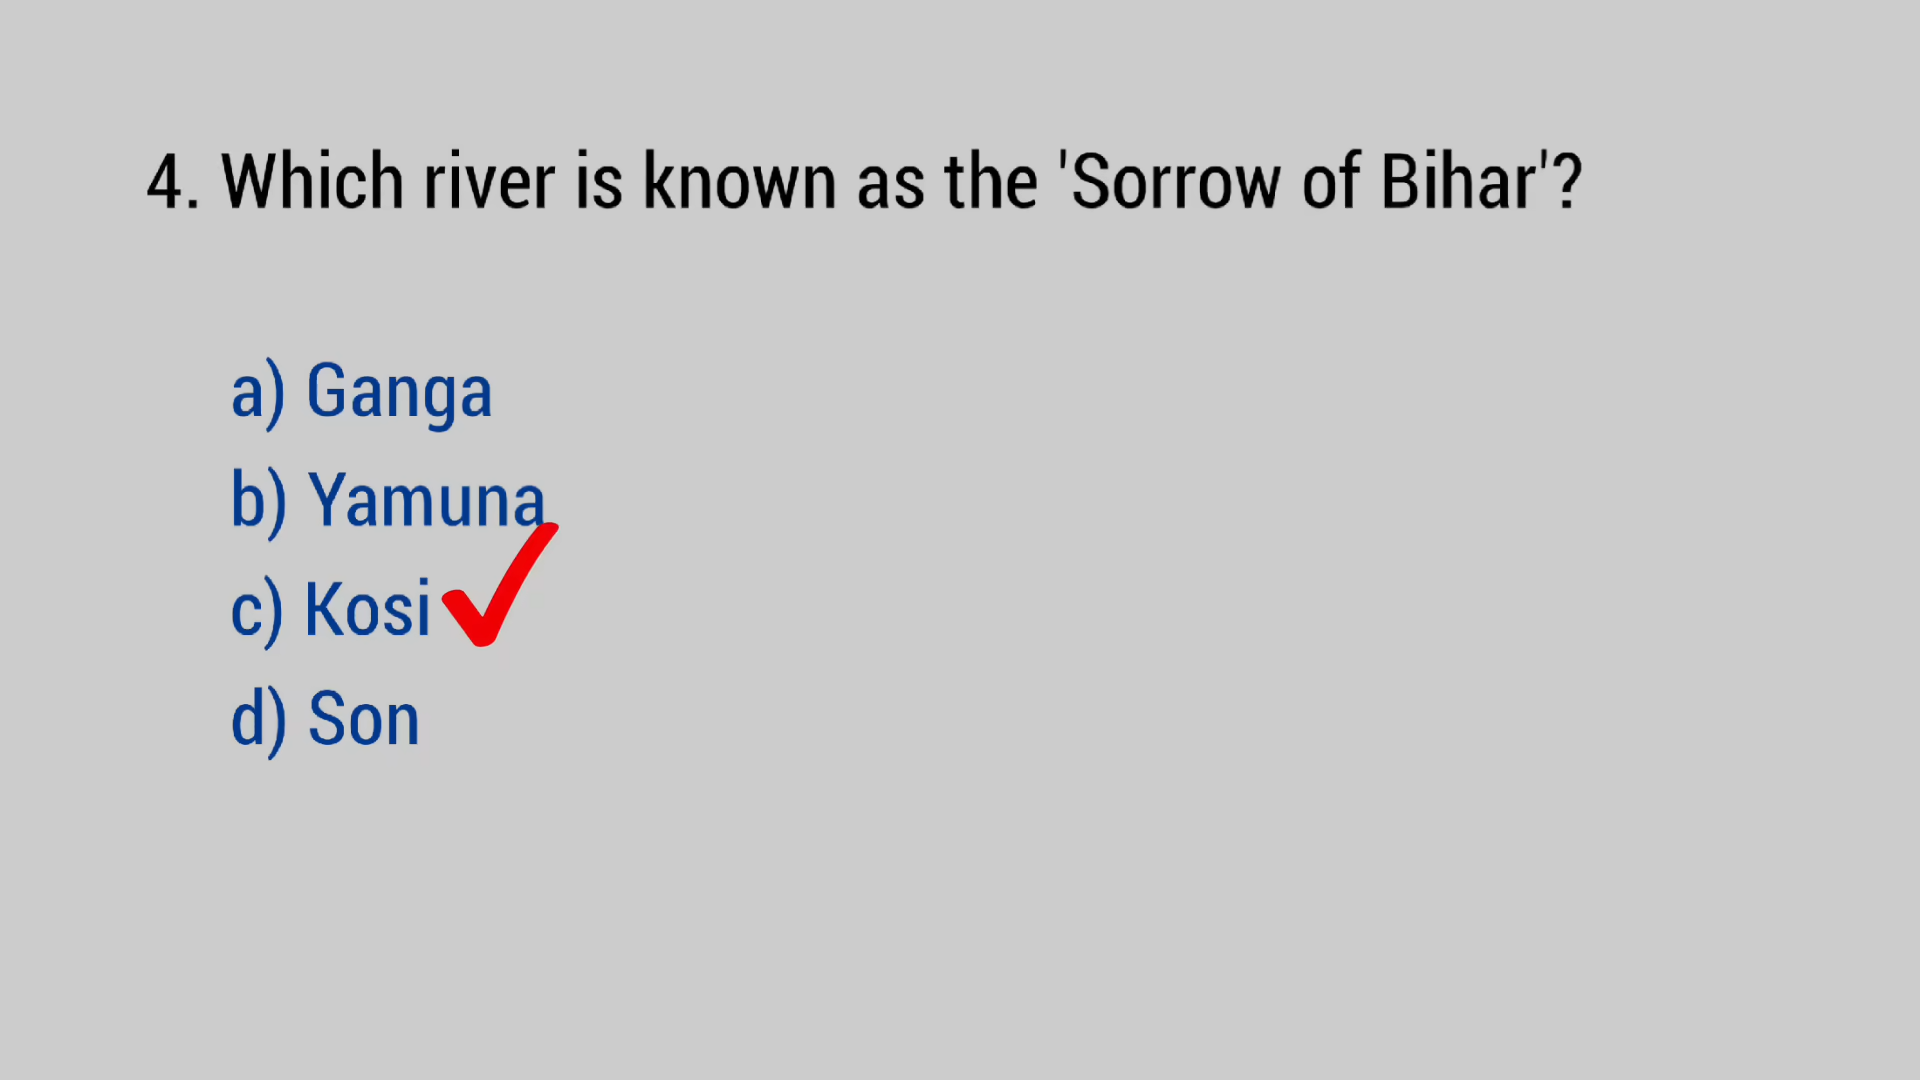 4. Which river is known as the 'Sorrow of Bihar'?
a) Ganga
b) Yamuna
c) Kosi
d) Son